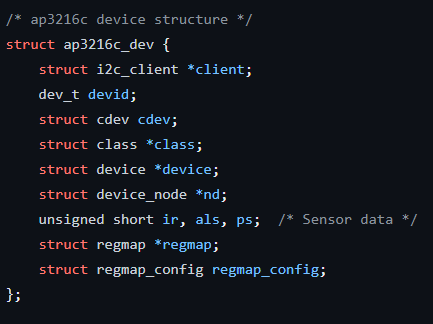 /* ap3216c device structure */
struct ap3216c_dev {
    struct i2c_client *client;
    dev_t devid;
    struct cdev cdev;
    struct class *class;
    struct device *device;
    struct device_node *nd;
    unsigned short ir, als, ps;  /* Sensor data */
    struct regmap *regmap;
    struct regmap_config regmap_config;
};